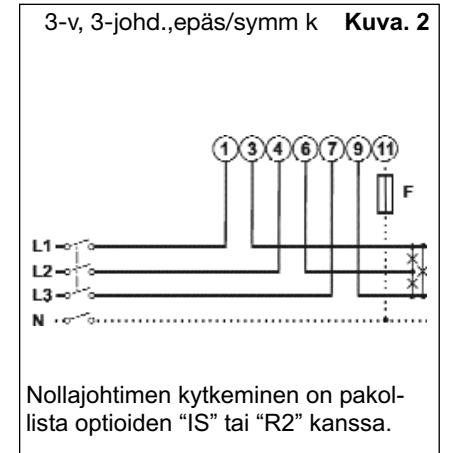 3-v, 3-johd.,epäs/symm k Kuva. 2
1 3 4 6 7 9 11
F
L1
L2
L3
N
Nollajohtimen kytkeminen on pakol-
lista optioiden “IS” tai “R2” kanssa.